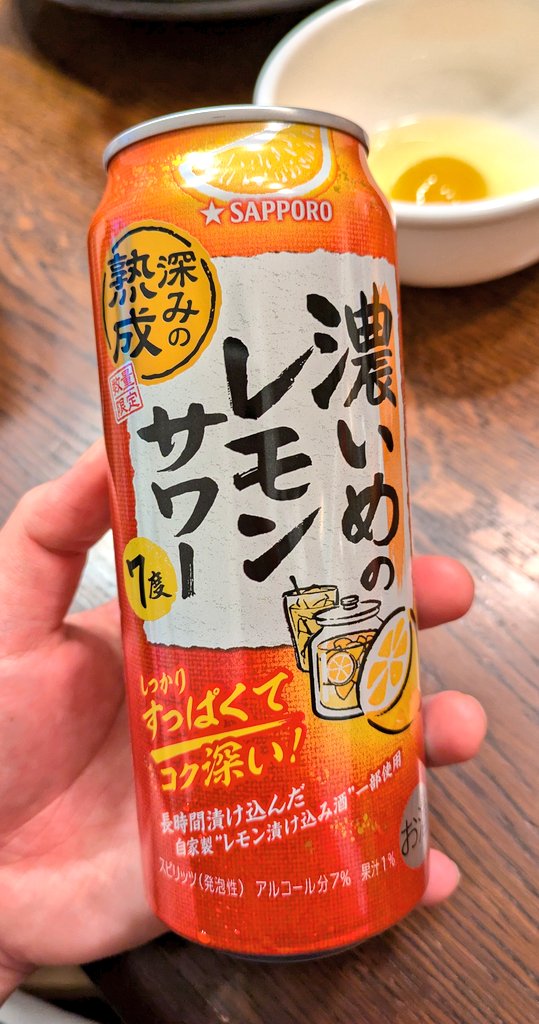 ★SAPPORO
深みの
熟成
数量
限定
濃いめの
レモン
サワー
7度
しっかり
すっぱくて
コク深い!
長時間漬け込んだ
自家製"レモン漬け込み酒"一部使用
スピリッツ(発泡性) アルコール分7% 果汁1%
お